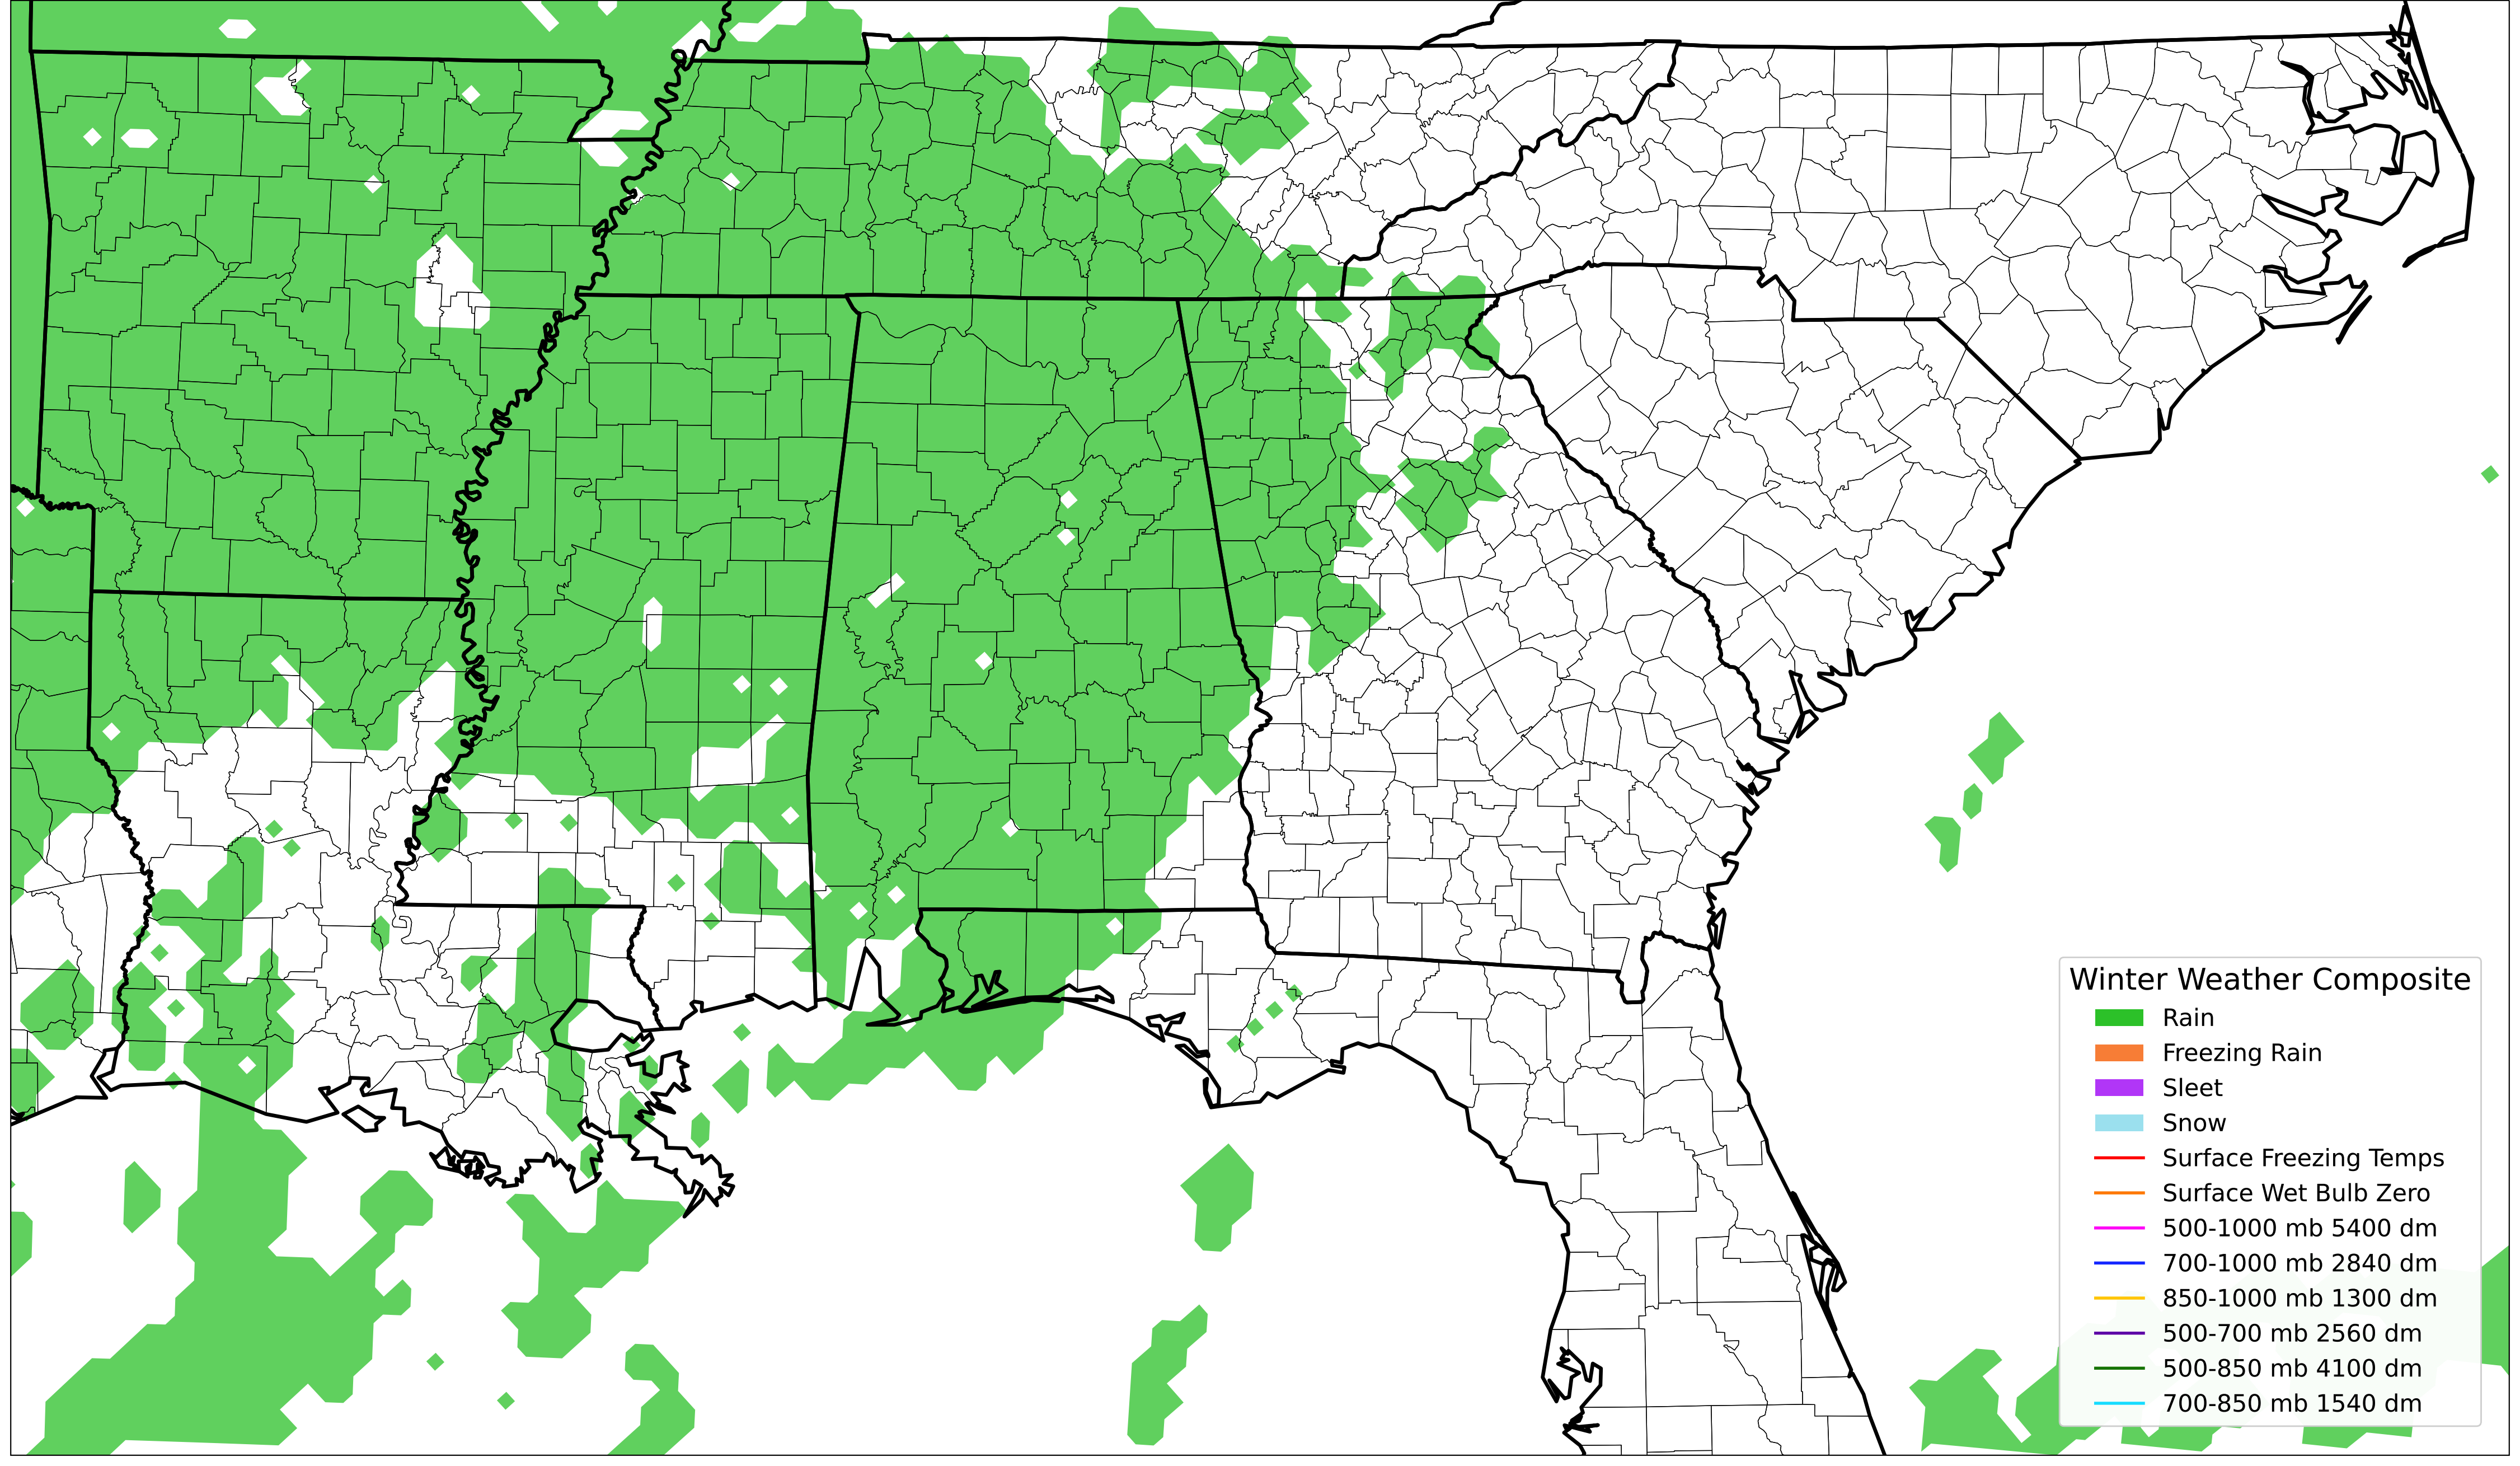 Winter Weather Composite
Rain
Freezing Rain
Sleet
Snow
Surface Freezing Temps
Surface Wet Bulb Zero
500-1000 mb 5400 dm
700-1000 mb 2840 dm
850-1000 mb 1300 dm
500-700 mb 2560 dm
500-850 mb 4100 dm
700-850 mb 1540 dm